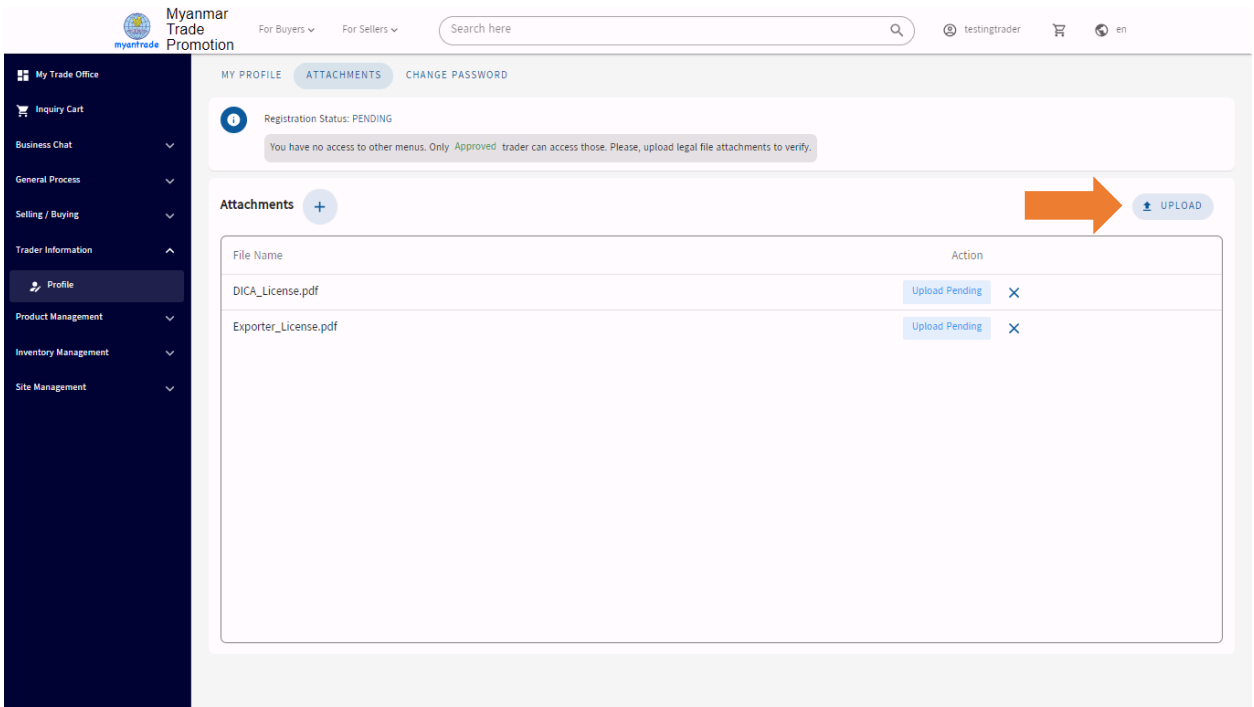 Myanmar
Trade
Promotion
myantrade
For Buyers
For Sellers
Search here
testingtrader
en
My Trade Office
Inquiry Cart
Business Chat
General Process
Selling / Buying
Trader Information
Profile
Product Management
Inventory Management
Site Management
MY PROFILE ATTACHMENTS CHANGE PASSWORD
Registration Status: PENDING
You have no access to other menus. Only Approved trader can access those. Please, upload legal file attachments to verify.
Attachments +
UPLOAD
File Name Action
DICA_License.pdf Upload Pending
Exporter_License.pdf Upload Pending